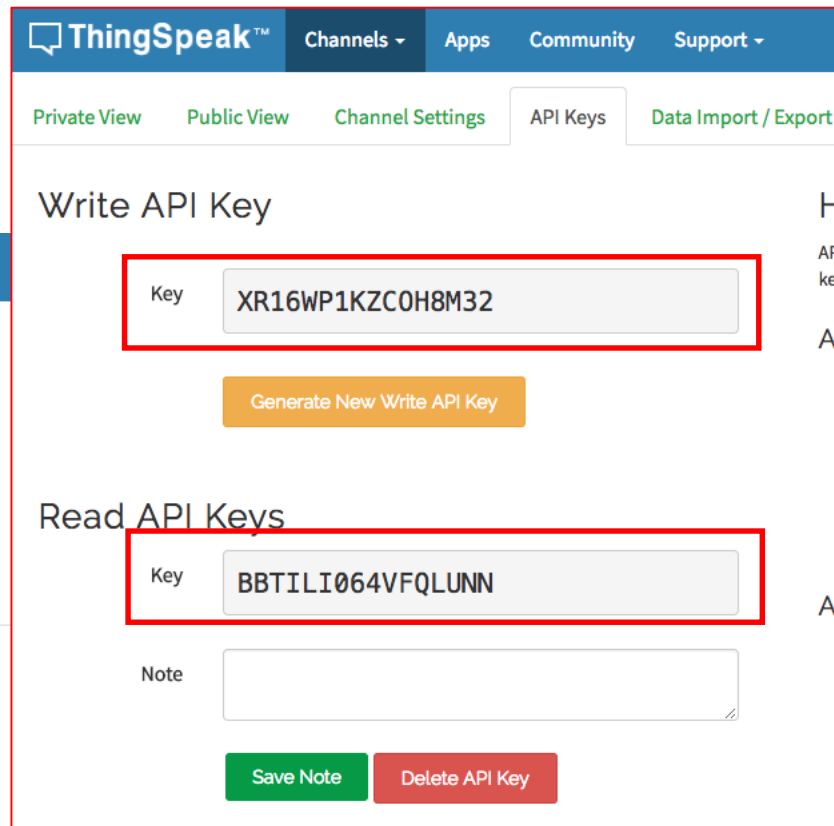 ThingSpeak™ Channels Apps Community Support
Private View Public View Channel Settings API Keys Data Import / Export
Write API Key
Key XR16WP1KZCOH8M32
Generate New Write API Key
Read API Keys
Key BBTILI064VFQLUNN
Note
Save Note Delete API Key